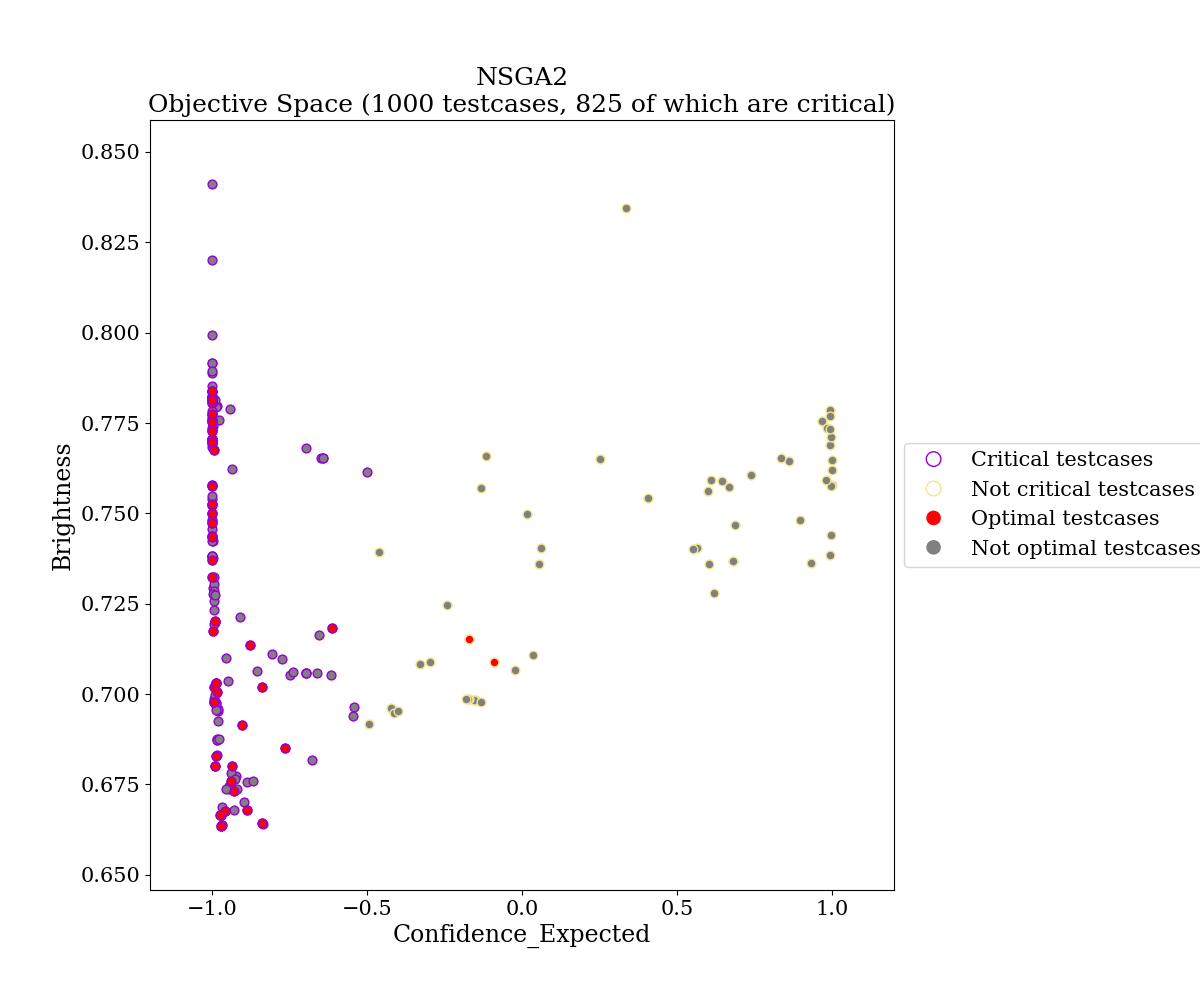 NSGA2
Objective Space (1000 testcases, 825 of which are critical)
0.850
0.825
0.800
0.775
0.750
0.725
0.700
0.675
0.650
Brightness
−1.0
−0.5
0.0
0.5
1.0
Confidence_Expected
Critical testcases
Not critical testcases
Optimal testcases
Not optimal testcases